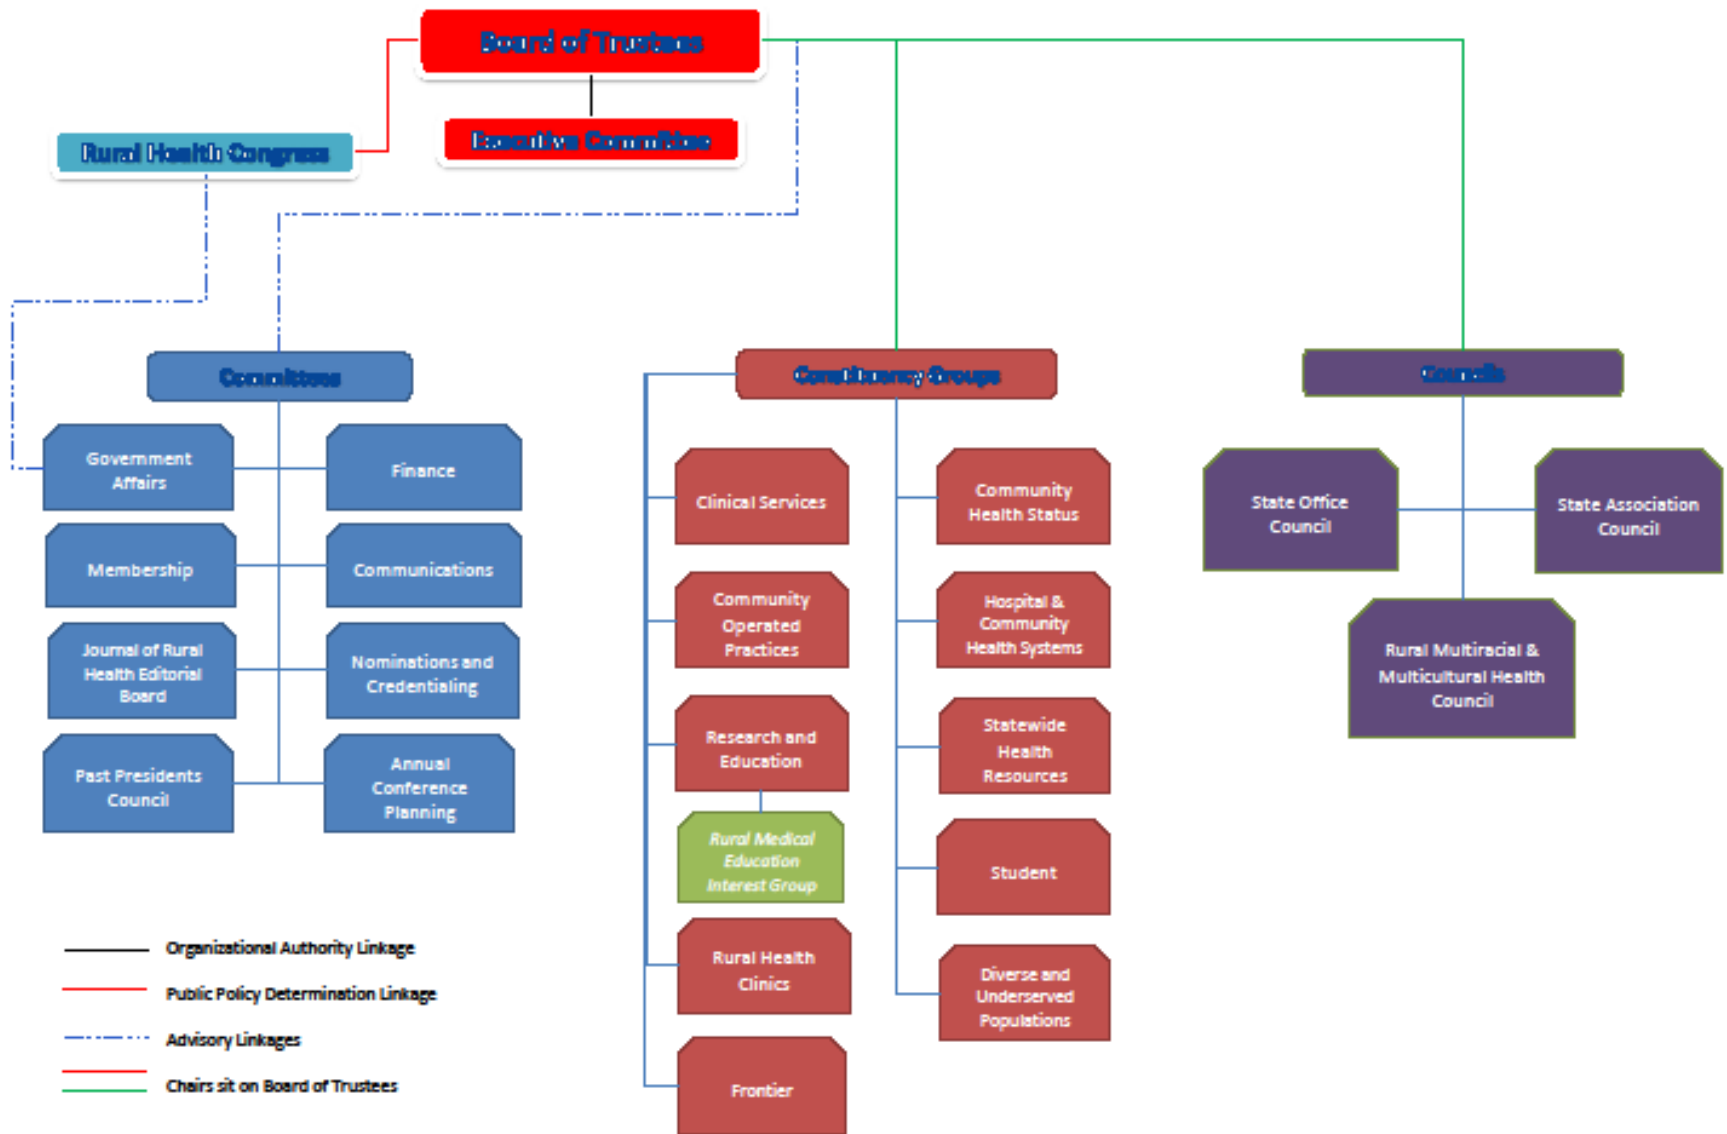 Board of Trustees
Executive Committee
Rural Health Congress
Committees
Constituency Groups
Councils
Government
Affairs
Finance
Membership
Communications
Journal of Rural
Health Editorial
Board
Nominations and
Credentialing
Past Presidents
Council
Annual
Conference
Planning
Clinical Services
Community
Health Status
Community
Operated
Practices
Hospital &
Community
Health Systems
Research and
Education
Statewide
Health
Resources
Rural Medical
Education
Interest Group
Student
Rural Health
Clinics
Diverse and
Underserved
Populations
Frontier
State Office
Council
State Association
Council
Rural Multiracial &
Multicultural Health
Council
Organizational Authority Linkage
Public Policy Determination Linkage
Advisory Linkages
Chairs sit on Board of Trustees